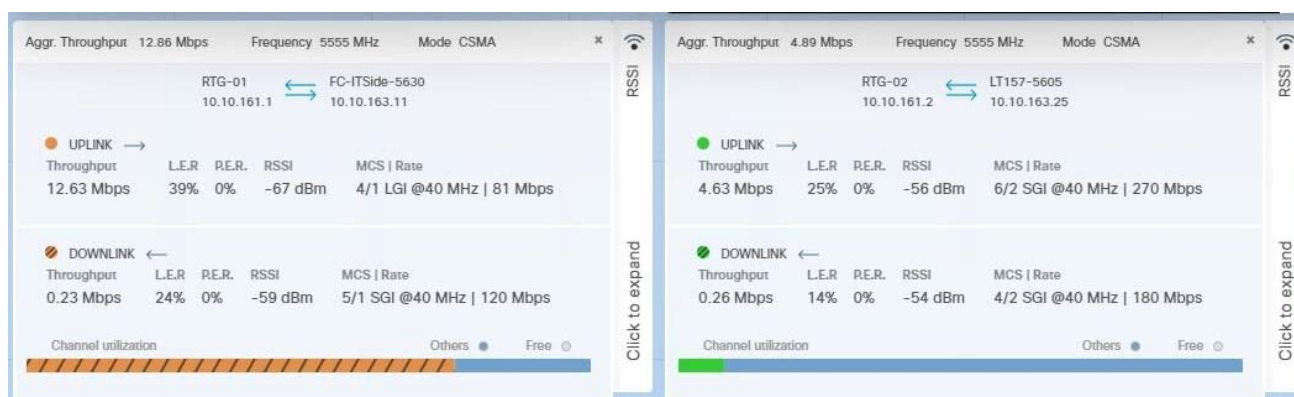 Aggr. Throughput 12.86 Mbps Frequency 5555 MHz Mode CSMA ×
RTG-01 FC-ITSide-5630
10.10.161.1 10.10.163.11
UPLINK →
Throughput L.E.R P.E.R. RSSI MCS | Rate
12.63 Mbps 39% 0% -67 dBm 4/1 LGI @40 MHz | 81 Mbps
DOWNLINK ←
Throughput L.E.R P.E.R. RSSI MCS | Rate
0.23 Mbps 24% 0% -59 dBm 5/1 SGI @40 MHz | 120 Mbps
Channel utilization Others Free
RSSI
Click to expand
Aggr. Throughput 4.89 Mbps Frequency 5555 MHz Mode CSMA ×
RTG-02 LT157-5605
10.10.161.2 10.10.163.25
UPLINK →
Throughput L.E.R P.E.R. RSSI MCS | Rate
4.63 Mbps 25% 0% -56 dBm 6/2 SGI @40 MHz | 270 Mbps
DOWNLINK ←
Throughput L.E.R P.E.R. RSSI MCS | Rate
0.26 Mbps 14% 0% -54 dBm 4/2 SGI @40 MHz | 180 Mbps
Channel utilization Others Free
RSSI
Click to expand